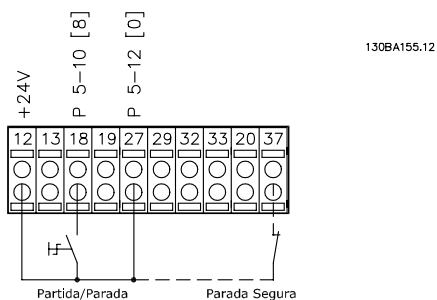 130BA155.12
+24V
P 5-10 [8]
P 5-12 [0]
12 13 18 19 27 29 32 33 20 37
Partida/Parada
Parada Segura